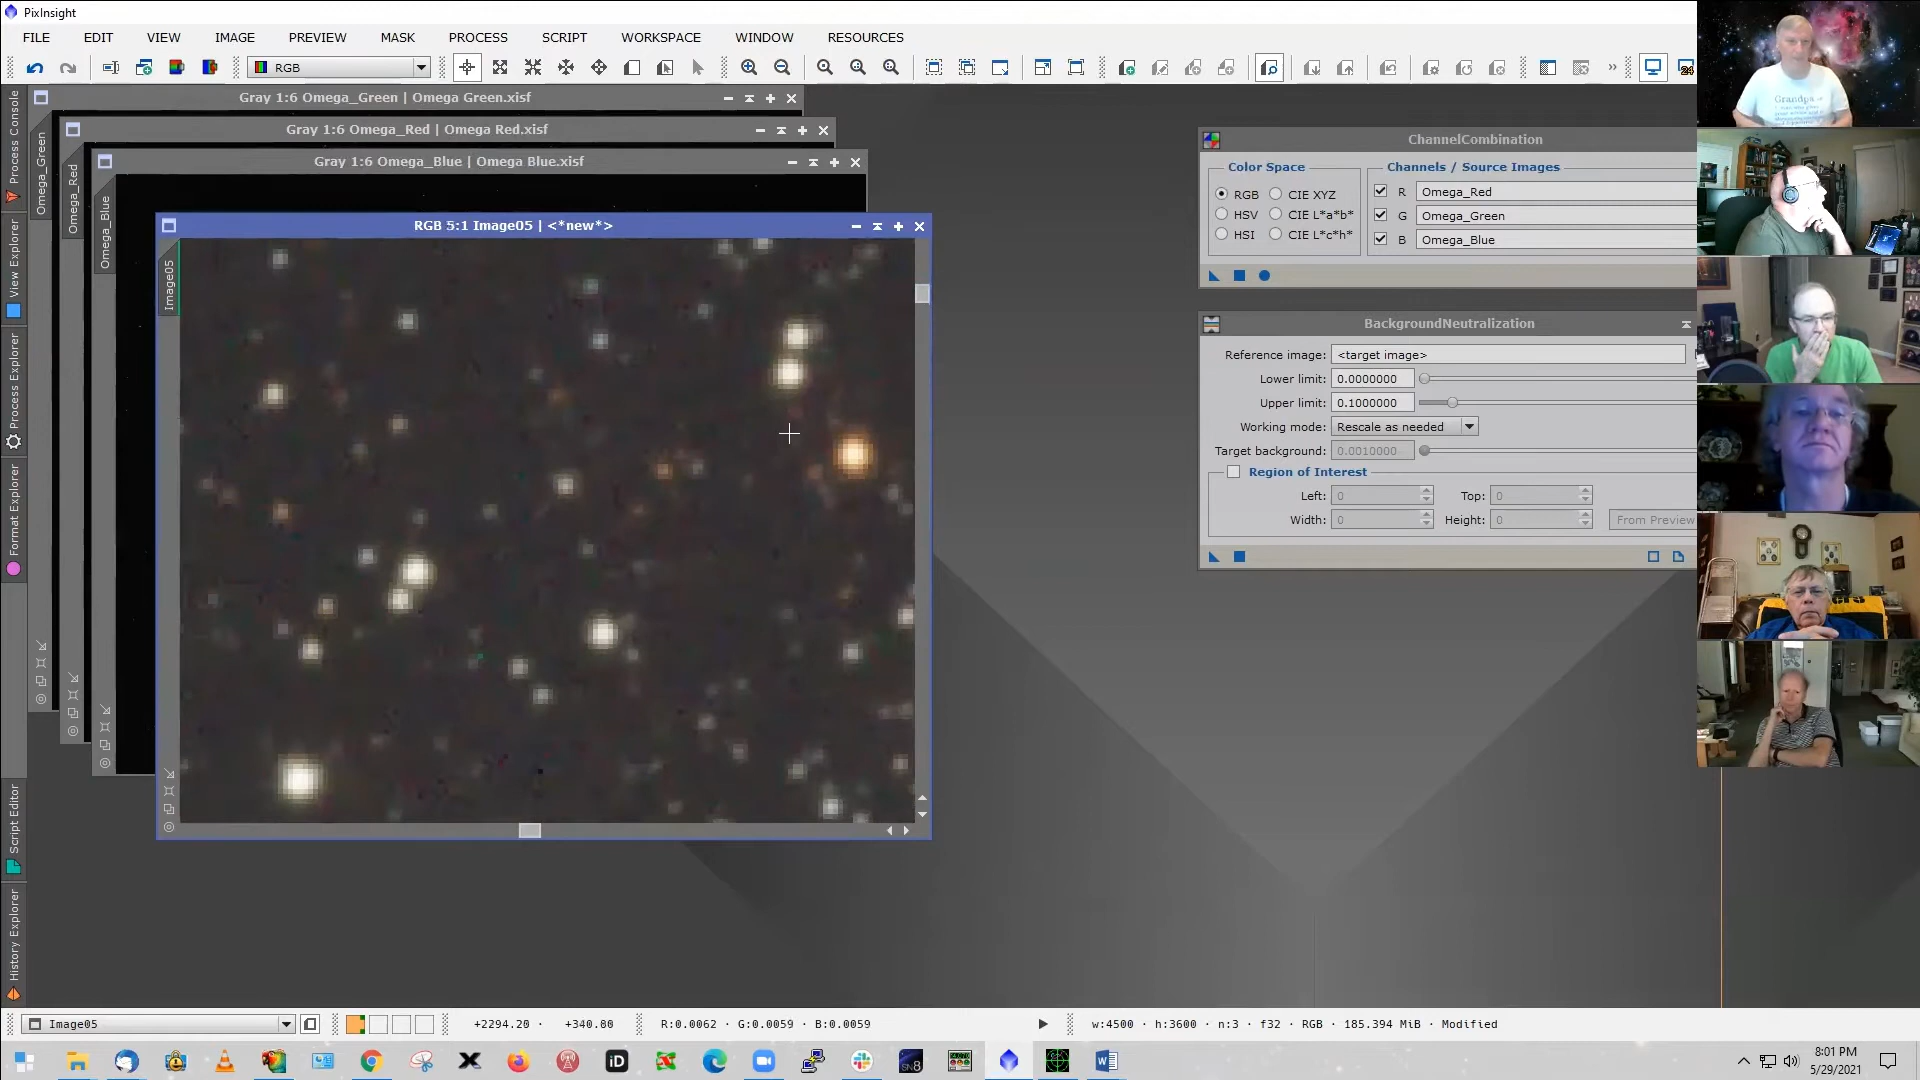 PixInsight
FILE EDIT VIEW IMAGE PREVIEW MASK PROCESS SCRIPT WORKSPACE WINDOW RESOURCES
RGB
24
Process Console
View Explorer
Process Explorer
Format Explorer
Script Editor
History Explorer
Gray 1:6 Omega_Green | Omega Green.xisf
Omega_Green
Gray 1:6 Omega_Red | Omega Red.xisf
Omega_Red
Gray 1:6 Omega_Blue | Omega Blue.xisf
Omega_Blue
RGB 5:1 Image05 | <*new*>
Image05
ChannelCombination
Color Space
RGB CIE XYZ
HSV CIE L*a*b*
HSI CIE L*c*h*
Channels / Source Images
R Omega_Red
G Omega_Green
B Omega_Blue
BackgroundNeutralization
Reference image: <target image>
Lower limit: 0.0000000
Upper limit: 0.1000000
Working mode: Rescale as needed
Target background: 0.0010000
Region of Interest
Left: 0 Top: 0
Width: 0 Height: 0 From Preview
Grandpa
Image05
+2294.20 · +340.80
R:0.0062 · G:0.0059 · B:0.0059
w:4500 · h:3600 · n:3 · f32 · RGB · 185.394 MiB · Modified
iD
SN8
8:01 PM
5/29/2021